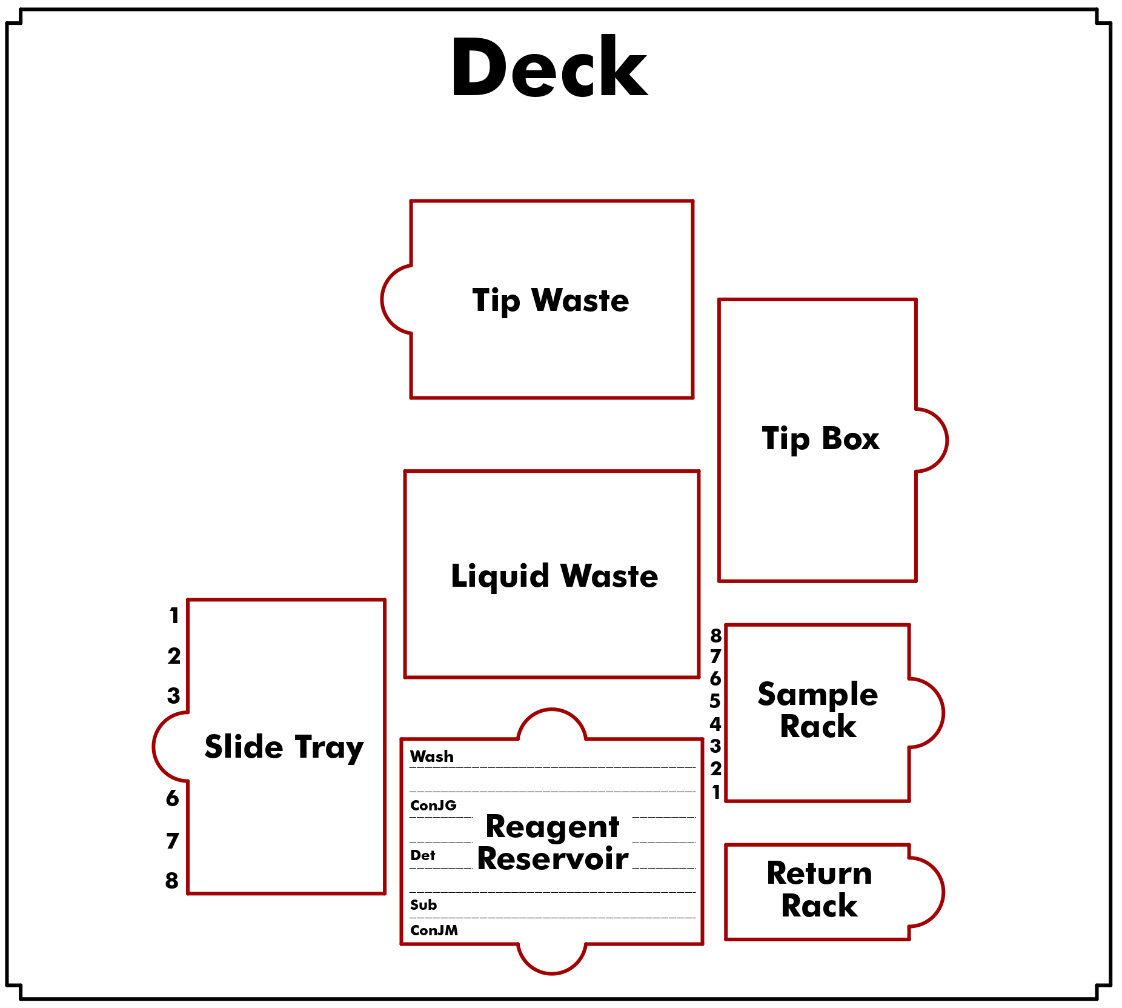 Deck
Tip Waste
Tip Box
Liquid Waste
1
2
3
Slide Tray
6
7
8
8
7
6
5
4
3
2
1
Sample
Rack
Wash
ConJG
Reagent
Reservoir
Det
Sub
ConJM
Return
Rack